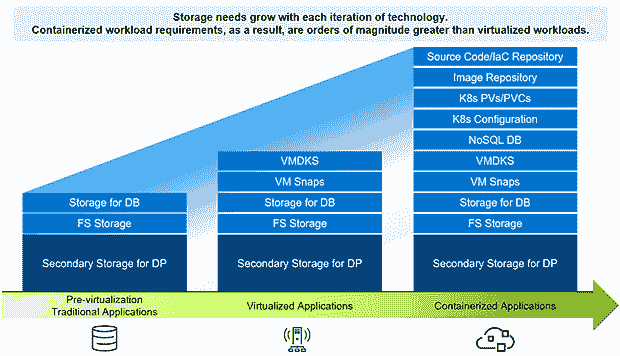 Storage needs grow with each iteration of technology.
Containerized workload requirements, as a result, are orders of magnitude greater than virtualized workloads.
Storage for DB
FS Storage
Secondary Storage for DP
Pre-virtualization
Traditional Applications
VMDKS
VM Snaps
Storage for DB
FS Storage
Secondary Storage for DP
Virtualized Applications
Source Code/IaC Repository
Image Repository
K8s PVs/PVCs
K8s Configuration
NoSQL DB
VMDKS
VM Snaps
Storage for DB
FS Storage
Secondary Storage for DP
Containerized Applications